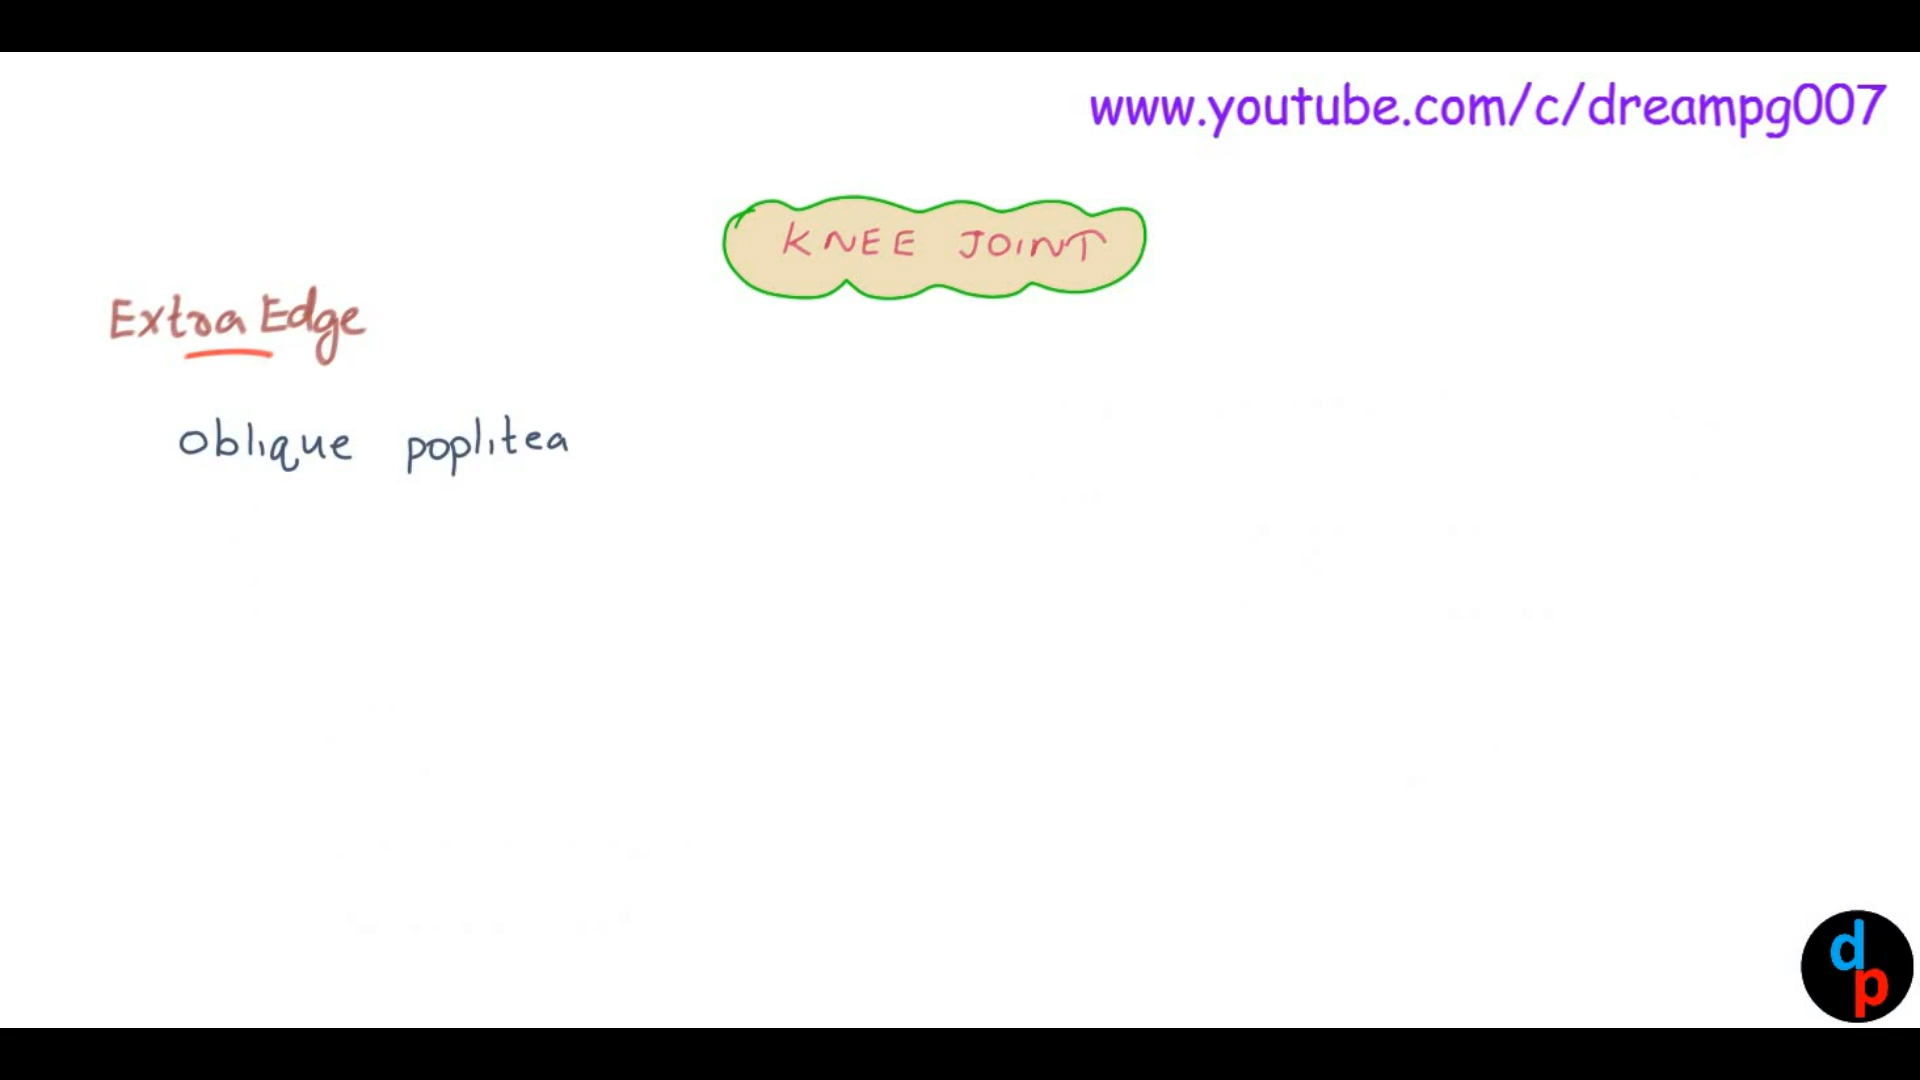 www.youtube.com/c/dreampg007
KNEE JOINT
Extra Edge
Oblique poplitea
dp